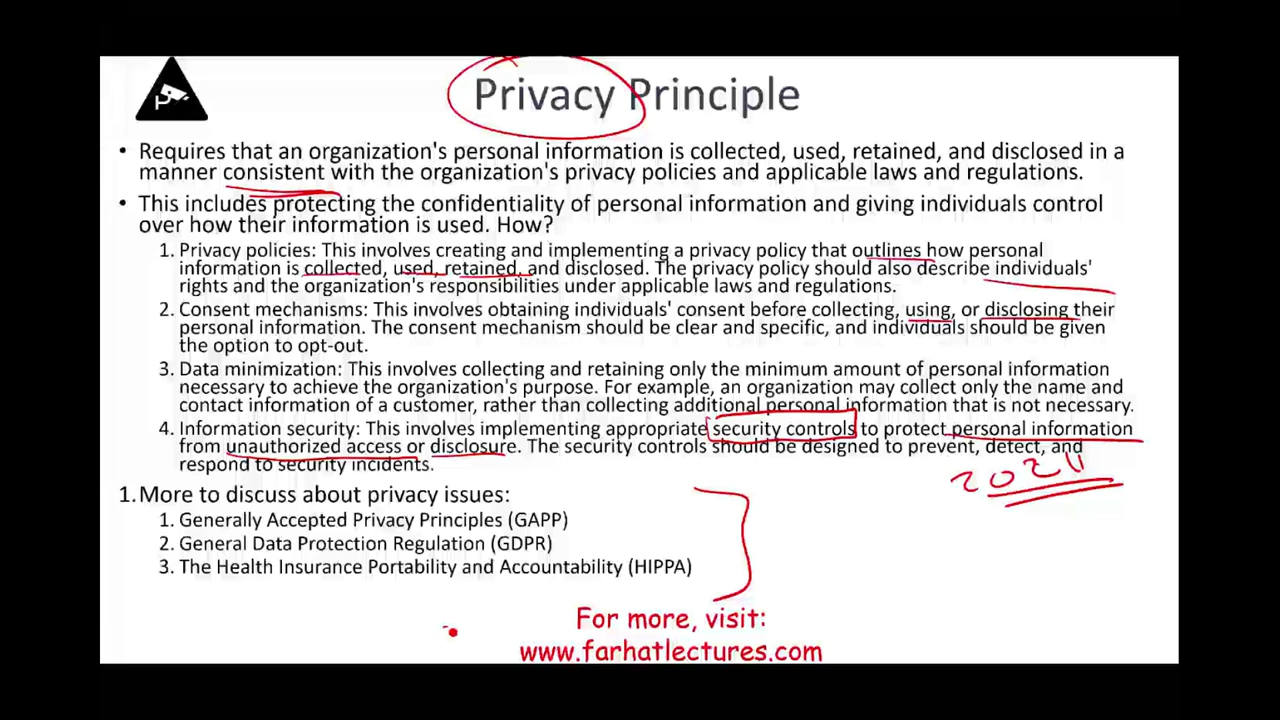 Privacy Principle
• Requires that an organization's personal information is collected, used, retained, and disclosed in a
manner consistent with the organization's privacy policies and applicable laws and regulations.
• This includes protecting the confidentiality of personal information and giving individuals control
over how their information is used. How?
1. Privacy policies: This involves creating and implementing a privacy policy that outlines how personal
information is collected, used, retained, and disclosed. The privacy policy should also describe individuals'
rights and the organization's responsibilities under applicable laws and regulations.
2. Consent mechanisms: This involves obtaining individuals' consent before collecting, using, or disclosing their
personal information. The consent mechanism should be clear and specific, and individuals should be given
the option to opt-out.
3. Data minimization: This involves collecting and retaining only the minimum amount of personal information
necessary to achieve the organization's purpose. For example, an organization may collect only the name and
contact information of a customer, rather than collecting additional personal information that is not necessary.
4. Information security: This involves implementing appropriate security controls to protect personal information
from unauthorized access or disclosure. The security controls should be designed to prevent, detect, and
respond to security incidents.
1. More to discuss about privacy issues:
1. Generally Accepted Privacy Principles (GAPP)
2. General Data Protection Regulation (GDPR)
3. The Health Insurance Portability and Accountability (HIPPA)
For more, visit:
www.farhatlectures.com